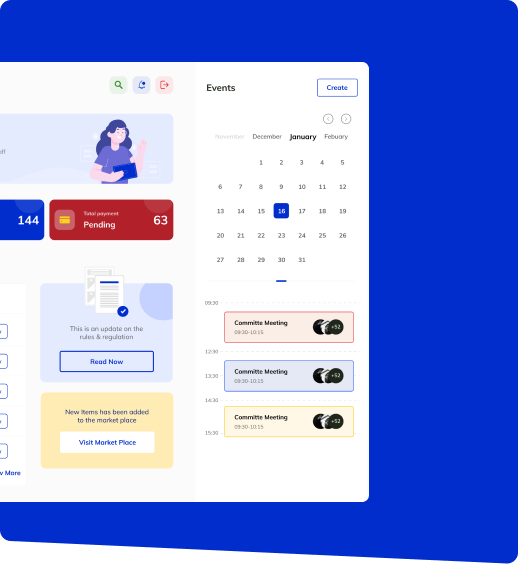 Events
Create
November December January Febuary
1 2 3 4 5
6 7 8 9 10 11 12
13 14 15 16 17 18 19
20 21 22 23 24 25 26
27 28 29 30 31
144
Total payment
Pending
63
This is an update on the
rules & regulation
Read Now
New Items has been added
to the market place
Visit Market Place
More
09:30
Committe Meeting
09:30-10:15
+52
12:30
Committe Meeting
09:30-10:15
+52
13:30
14:30
Committe Meeting
09:30-10:15
+52
15:30